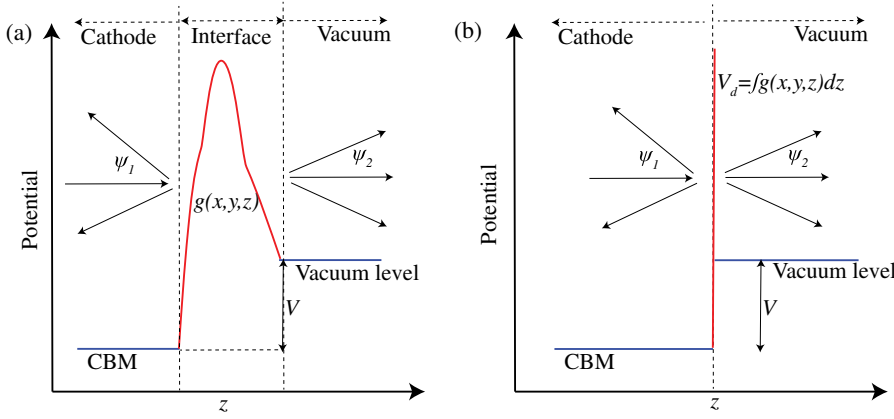 (a)
Cathode Interface Vacuum
Potential
ψ1
ψ2
g(x,y,z)
Vacuum level
V
CBM
z
(b)
Cathode Vacuum
Potential
Vd=∫g(x,y,z)dz
ψ1
ψ2
Vacuum level
V
CBM
z